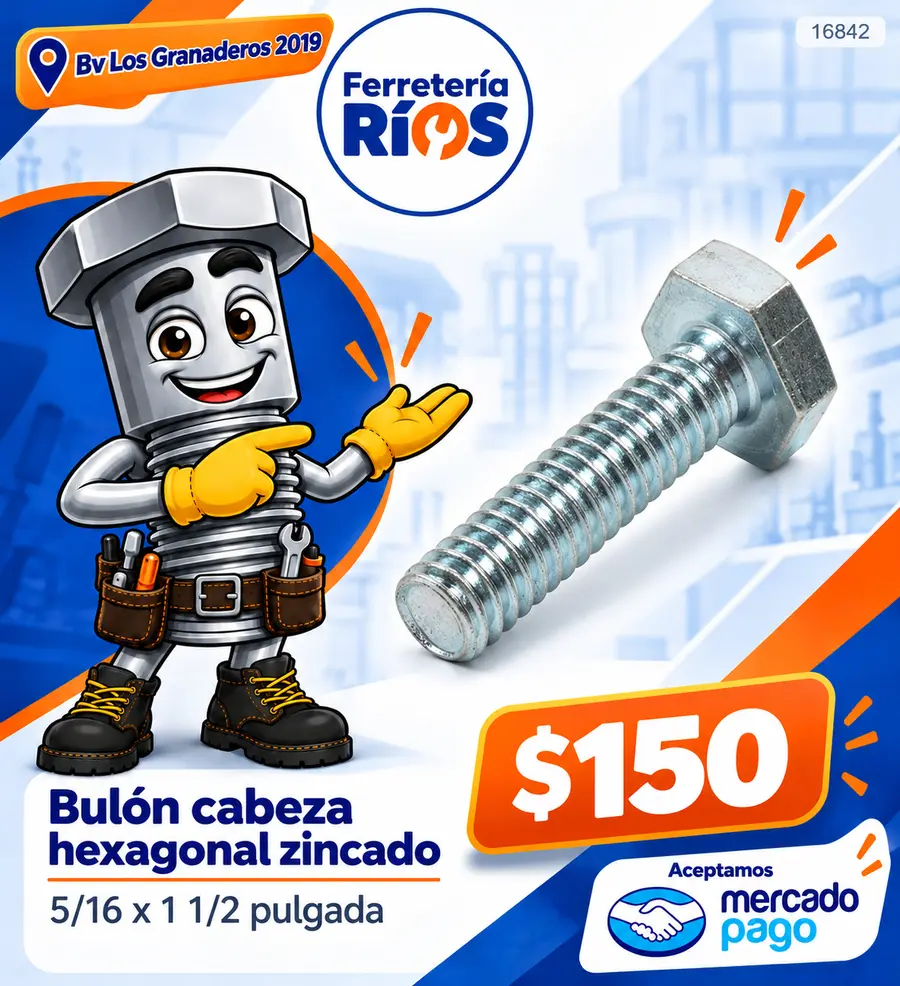 Bv Los Granaderos 2019
Ferretería
RÍOS
16842
$150
Bulón cabeza
hexagonal zincado
5/16 x 1 1/2 pulgada
Aceptamos
mercado
pago